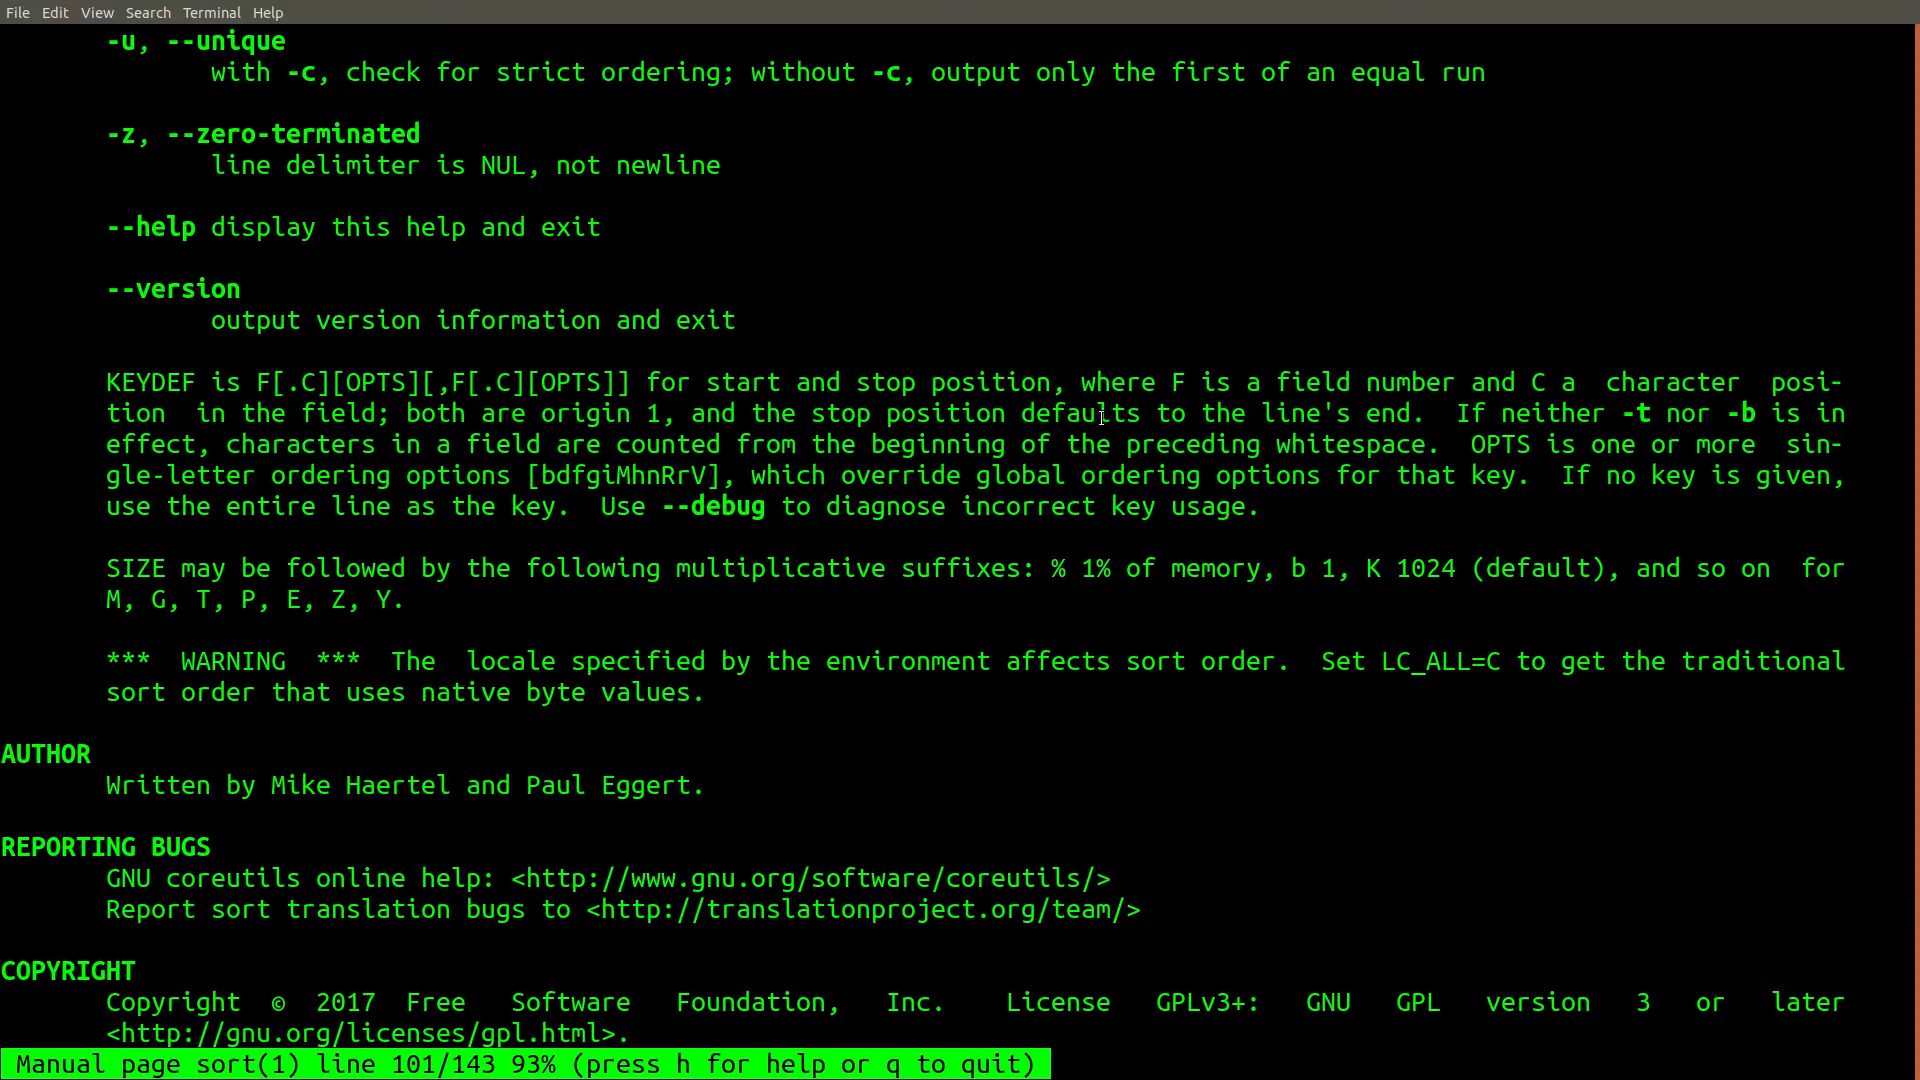 File Edit View Search Terminal Help
-u, --unique
with -c, check for strict ordering; without -c, output only the first of an equal run
-z, --zero-terminated
line delimiter is NUL, not newline
--help display this help and exit
--version
output version information and exit
KEYDEF is F[.C][OPTS][,F[.C][OPTS]] for start and stop position, where F is a field number and C a  character  posi-
tion  in the field; both are origin 1, and the stop position defaults to the line's end.  If neither -t nor -b is in
effect, characters in a field are counted from the beginning of the preceding whitespace.  OPTS is one or more  sin-
gle-letter ordering options [bdfgiMhnRrV], which override global ordering options for that key.  If no key is given,
use the entire line as the key.  Use --debug to diagnose incorrect key usage.
SIZE may be followed by the following multiplicative suffixes: % 1% of memory, b 1, K 1024 (default), and so on  for
M, G, T, P, E, Z, Y.
***  WARNING  ***  The  locale specified by the environment affects sort order.  Set LC_ALL=C to get the traditional
sort order that uses native byte values.
AUTHOR
Written by Mike Haertel and Paul Eggert.
REPORTING BUGS
GNU coreutils online help: <http://www.gnu.org/software/coreutils/>
Report sort translation bugs to <http://translationproject.org/team/>
COPYRIGHT
Copyright  ©  2017  Free   Software   Foundation,   Inc.    License   GPLv3+:   GNU   GPL   version   3   or   later
<http://gnu.org/licenses/gpl.html>.
Manual page sort(1) line 101/143 93% (press h for help or q to quit)